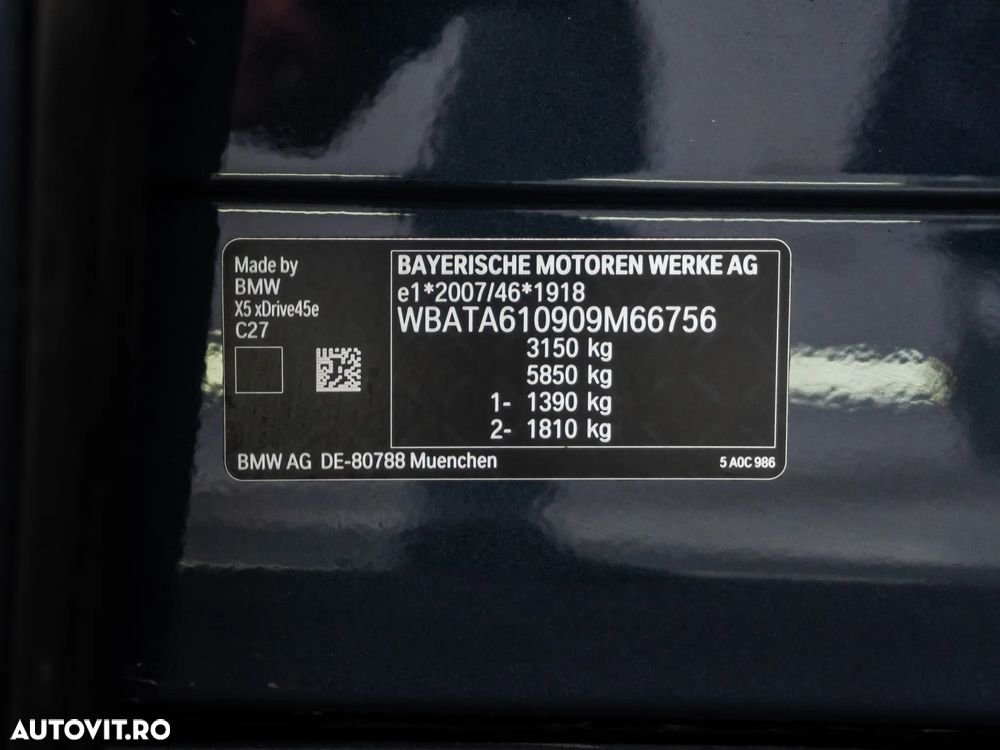 Made by
BMW
X5 xDrive45e
C27
BAYERISCHE MOTOREN WERKE AG
e1*2007/46*1918
WBATA610909M66756
3150 kg
5850 kg
1- 1390 kg
2- 1810 kg
BMW AG DE-80788 Muenchen
5 A0C 986
AUTOVIT.RO